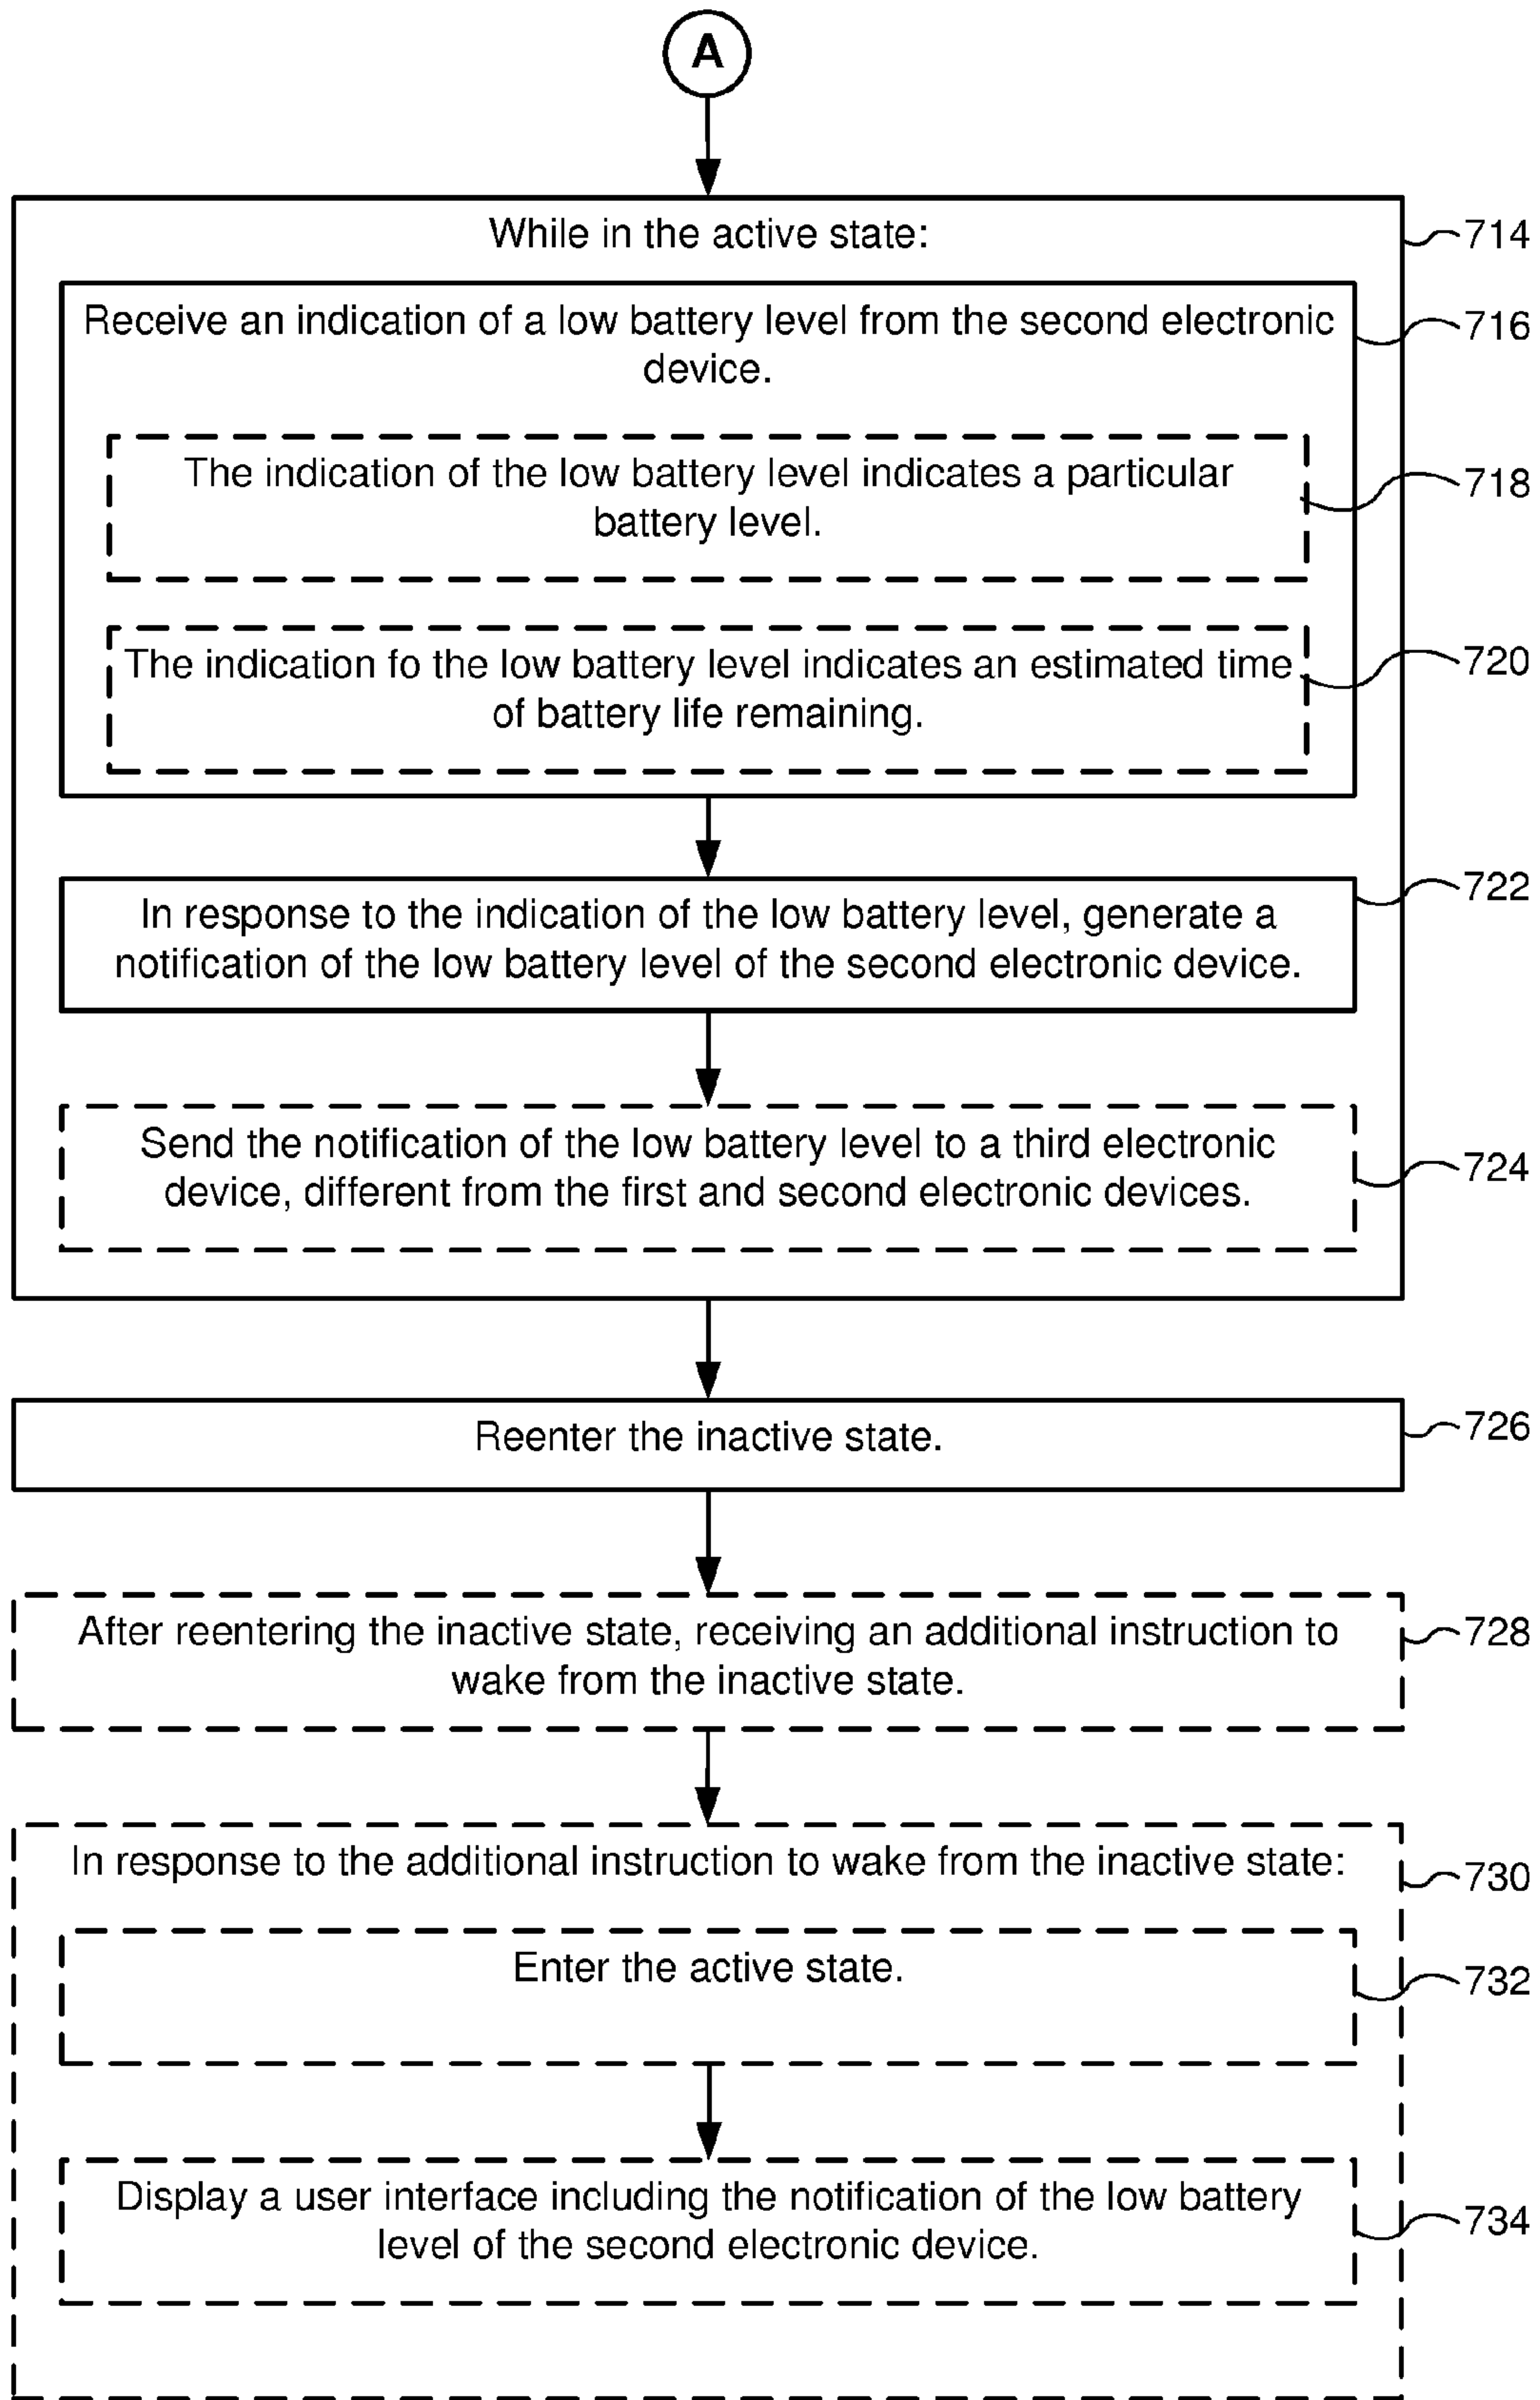 A
While in the active state:
714
Receive an indication of a low battery level from the second electronic
device.
716
The indication of the low battery level indicates a particular
battery level.
718
The indication fo the low battery level indicates an estimated time
of battery life remaining.
720
In response to the indication of the low battery level, generate a
notification of the low battery level of the second electronic device.
722
Send the notification of the low battery level to a third electronic
device, different from the first and second electronic devices.
724
Reenter the inactive state.
726
After reentering the inactive state, receiving an additional instruction to
wake from the inactive state.
728
In response to the additional instruction to wake from the inactive state:
730
Enter the active state.
732
Display a user interface including the notification of the low battery
level of the second electronic device.
734